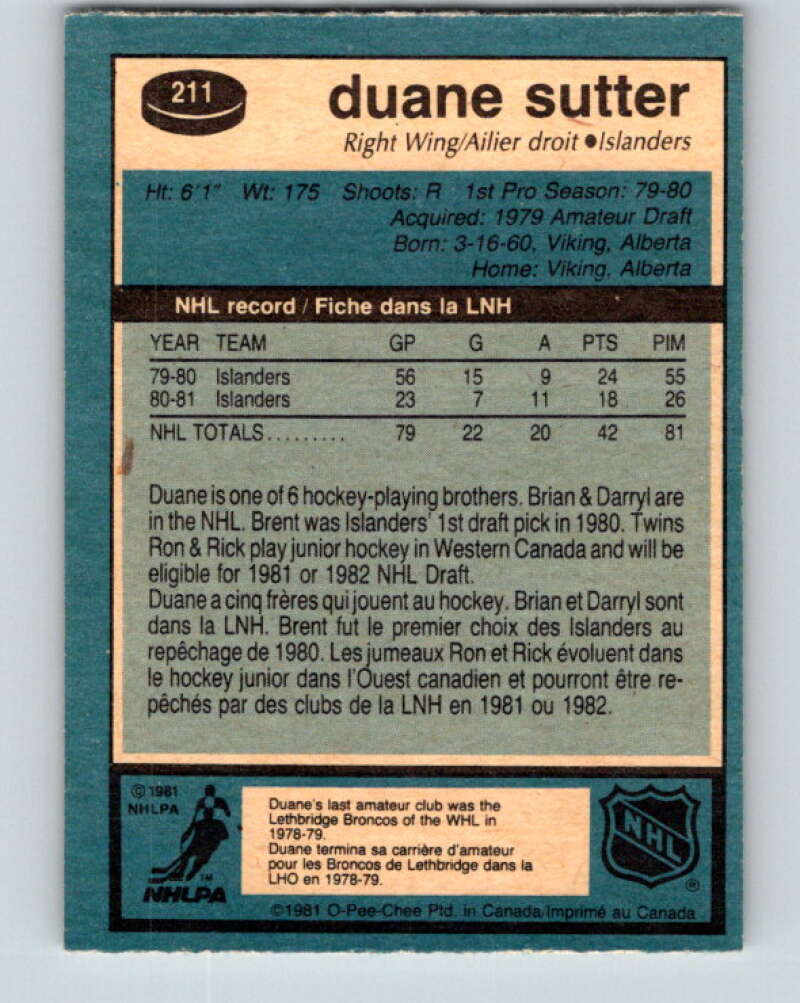 211
duane sutter
Right Wing/Ailier droit ●Islanders
Ht: 6'1" Wt: 175 Shoots: R 1st Pro Season: 79-80
Acquired: 1979 Amateur Draft
Born: 3-16-60, Viking, Alberta
Home: Viking, Alberta
NHL record / Fiche dans la LNH
YEAR TEAM GP G A PTS PIM
79-80 Islanders 56 15 9 24 55
80-81 Islanders 23 7 11 18 26
NHL TOTALS......... 79 22 20 42 81
Duane is one of 6 hockey-playing brothers. Brian & Darryl are
in the NHL. Brent was Islanders' 1st draft pick in 1980. Twins
Ron & Rick play junior hockey in Western Canada and will be
eligible for 1981 or 1982 NHL Draft.
Duane a cinq frères qui jouent au hockey. Brian et Darryl sont
dans la LNH. Brent fut le premier choix des Islanders au
repêchage de 1980. Les jumeaux Ron et Rick évoluent dans
le hockey junior dans l'Ouest canadien et pourront être re-
pêchés par des clubs de la LNH en 1981 ou 1982.
© 1981
NHLPA
TM
NHLPA
Duane's last amateur club was the
Lethbridge Broncos of the WHL in
1978-79.
Duane termina sa carrière d'amateur
pour les Broncos de Lethbridge dans la
LHO en 1978-79.
NHL
®
©1981 O-Pee-Chee Ptd. in Canada/Imprimé au Canada